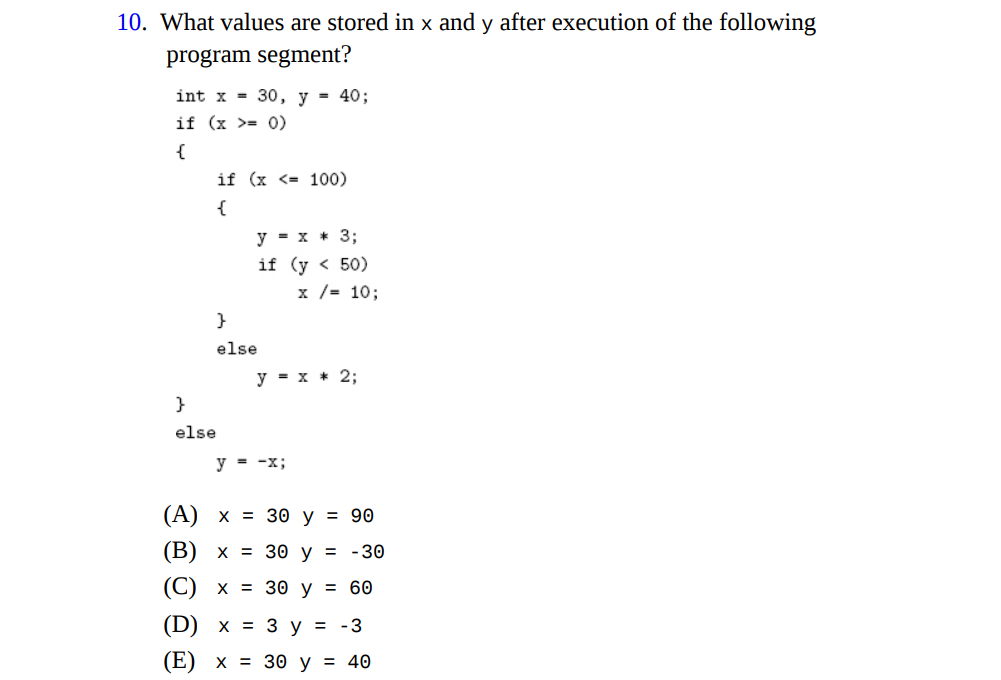 10. What values are stored in x and y after execution of the following
program segment?
int x = 30, y = 40;
if (x >= 0)
{
if (x <= 100)
{
y = x * 3;
if (y < 50)
x /= 10;
}
else
y = x * 2;
}
else
y = -x;
(A) x = 30 y = 90
(B) x = 30 y = -30
(C) x = 30 y = 60
(D) x = 3 y = -3
(E) x = 30 y = 40